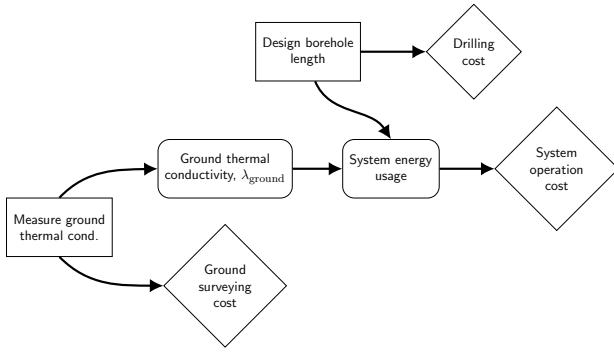 Design borehole
length
Drilling
cost
Ground thermal
conductivity, λground
System energy
usage
System
operation
cost
Measure ground
thermal cond.
Ground
surveying
cost